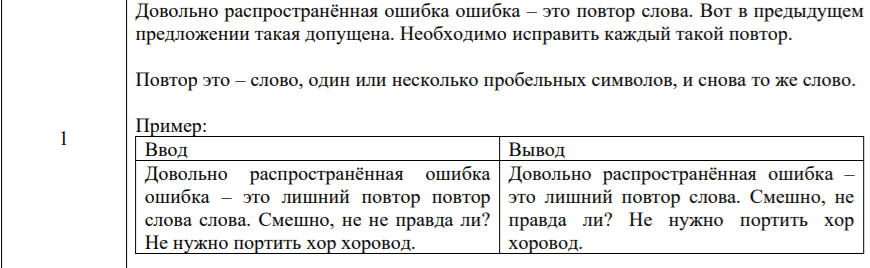 Довольно распространённая ошибка ошибка – это повтор слова. Вот в предыдущем
предложении такая допущена. Необходимо исправить каждый такой повтор.
Повтор это – слово, один или несколько пробельных символов, и снова то же слово.
1
Пример:
Ввод
Вывод
Довольно распространённая ошибка
ошибка – это лишний повтор повтор
слова слова. Смешно, не не правда ли?
Не нужно портить хор хоровод.
Довольно распространённая ошибка –
это лишний повтор слова. Смешно, не
правда ли? Не нужно портить хор
хоровод.